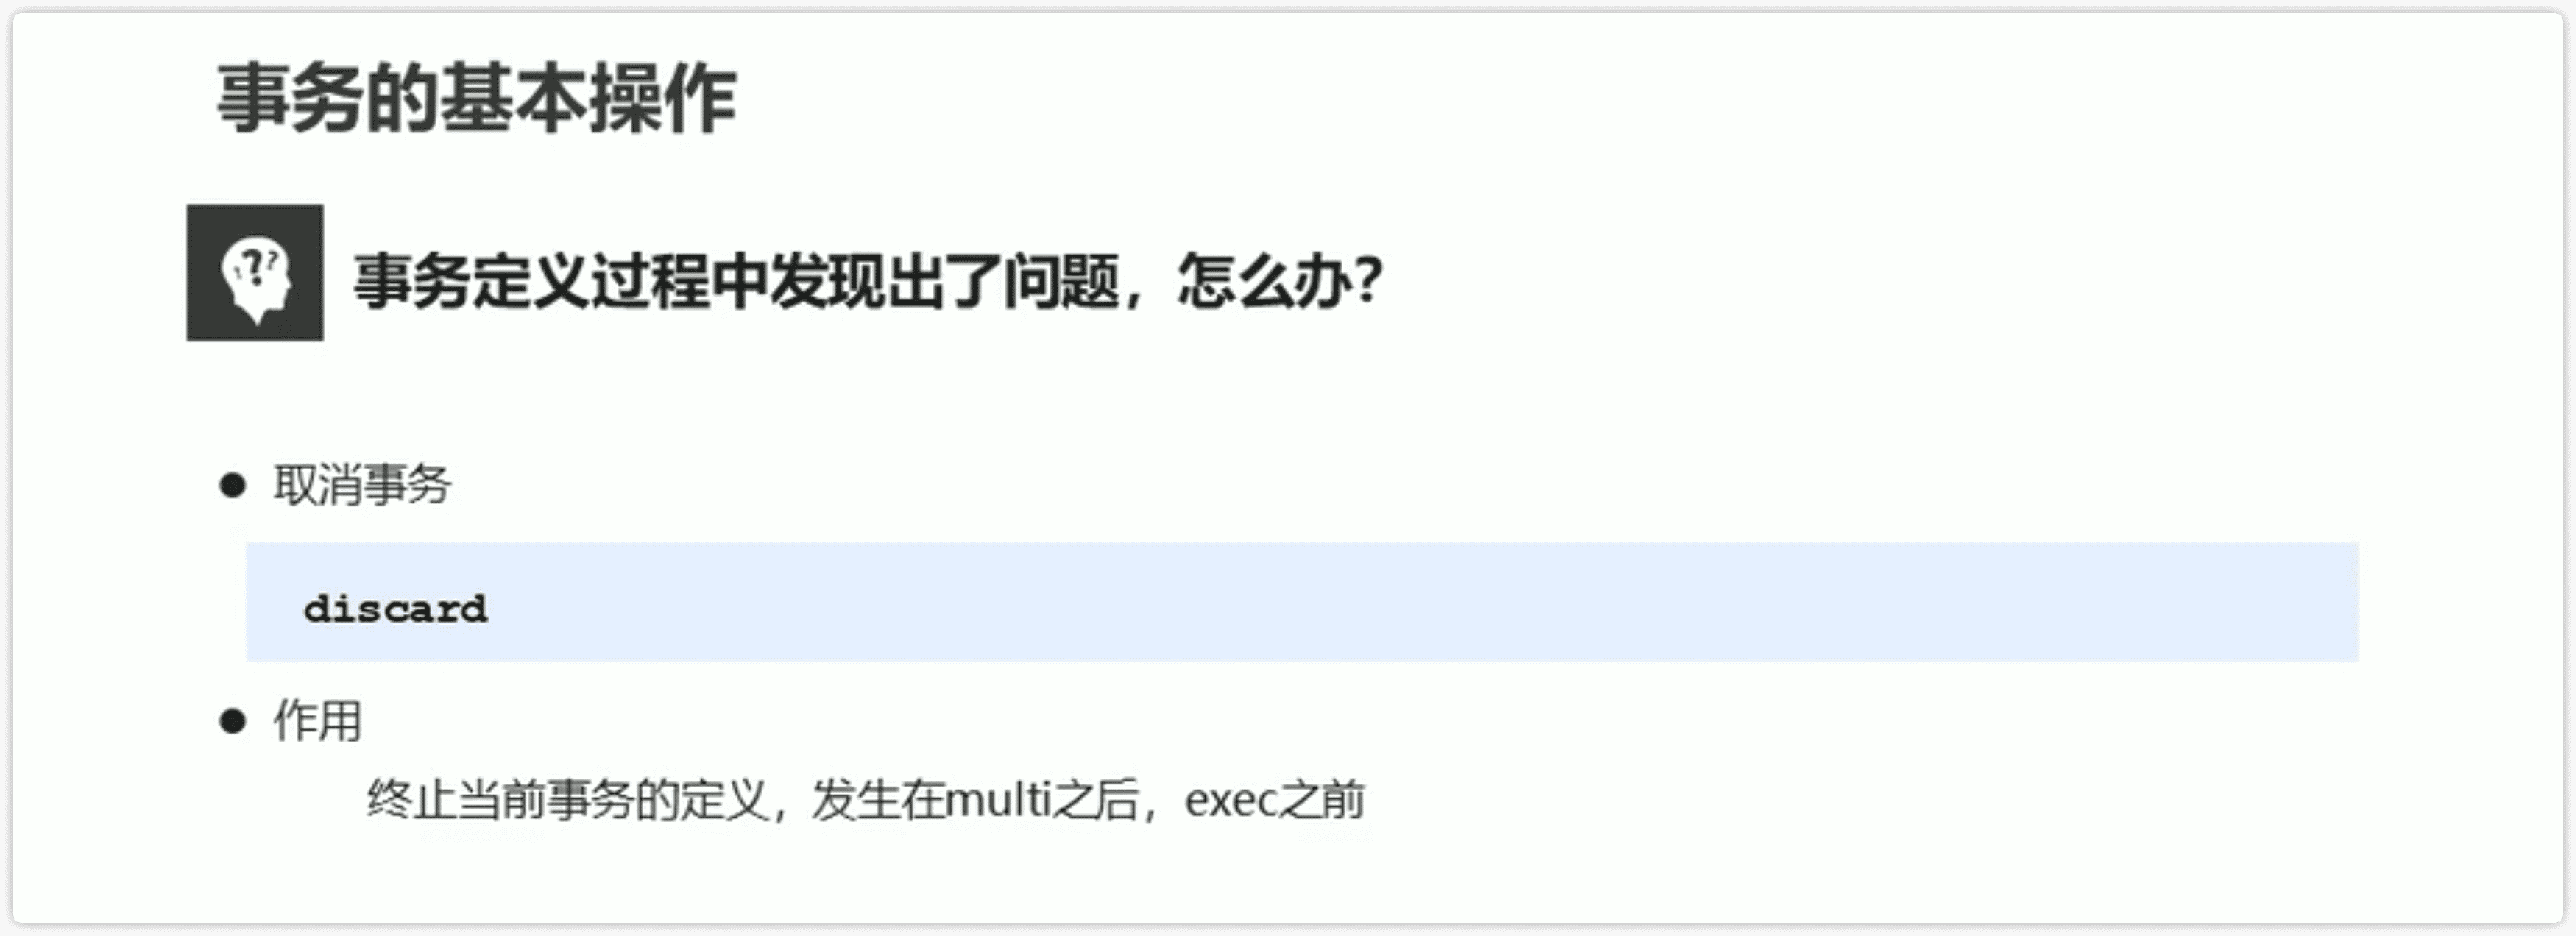 事务的基本操作
事务定义过程中发现出了问题，怎么办？
● 取消事务
discard
● 作用
终止当前事务的定义，发生在multi之后，exec之前